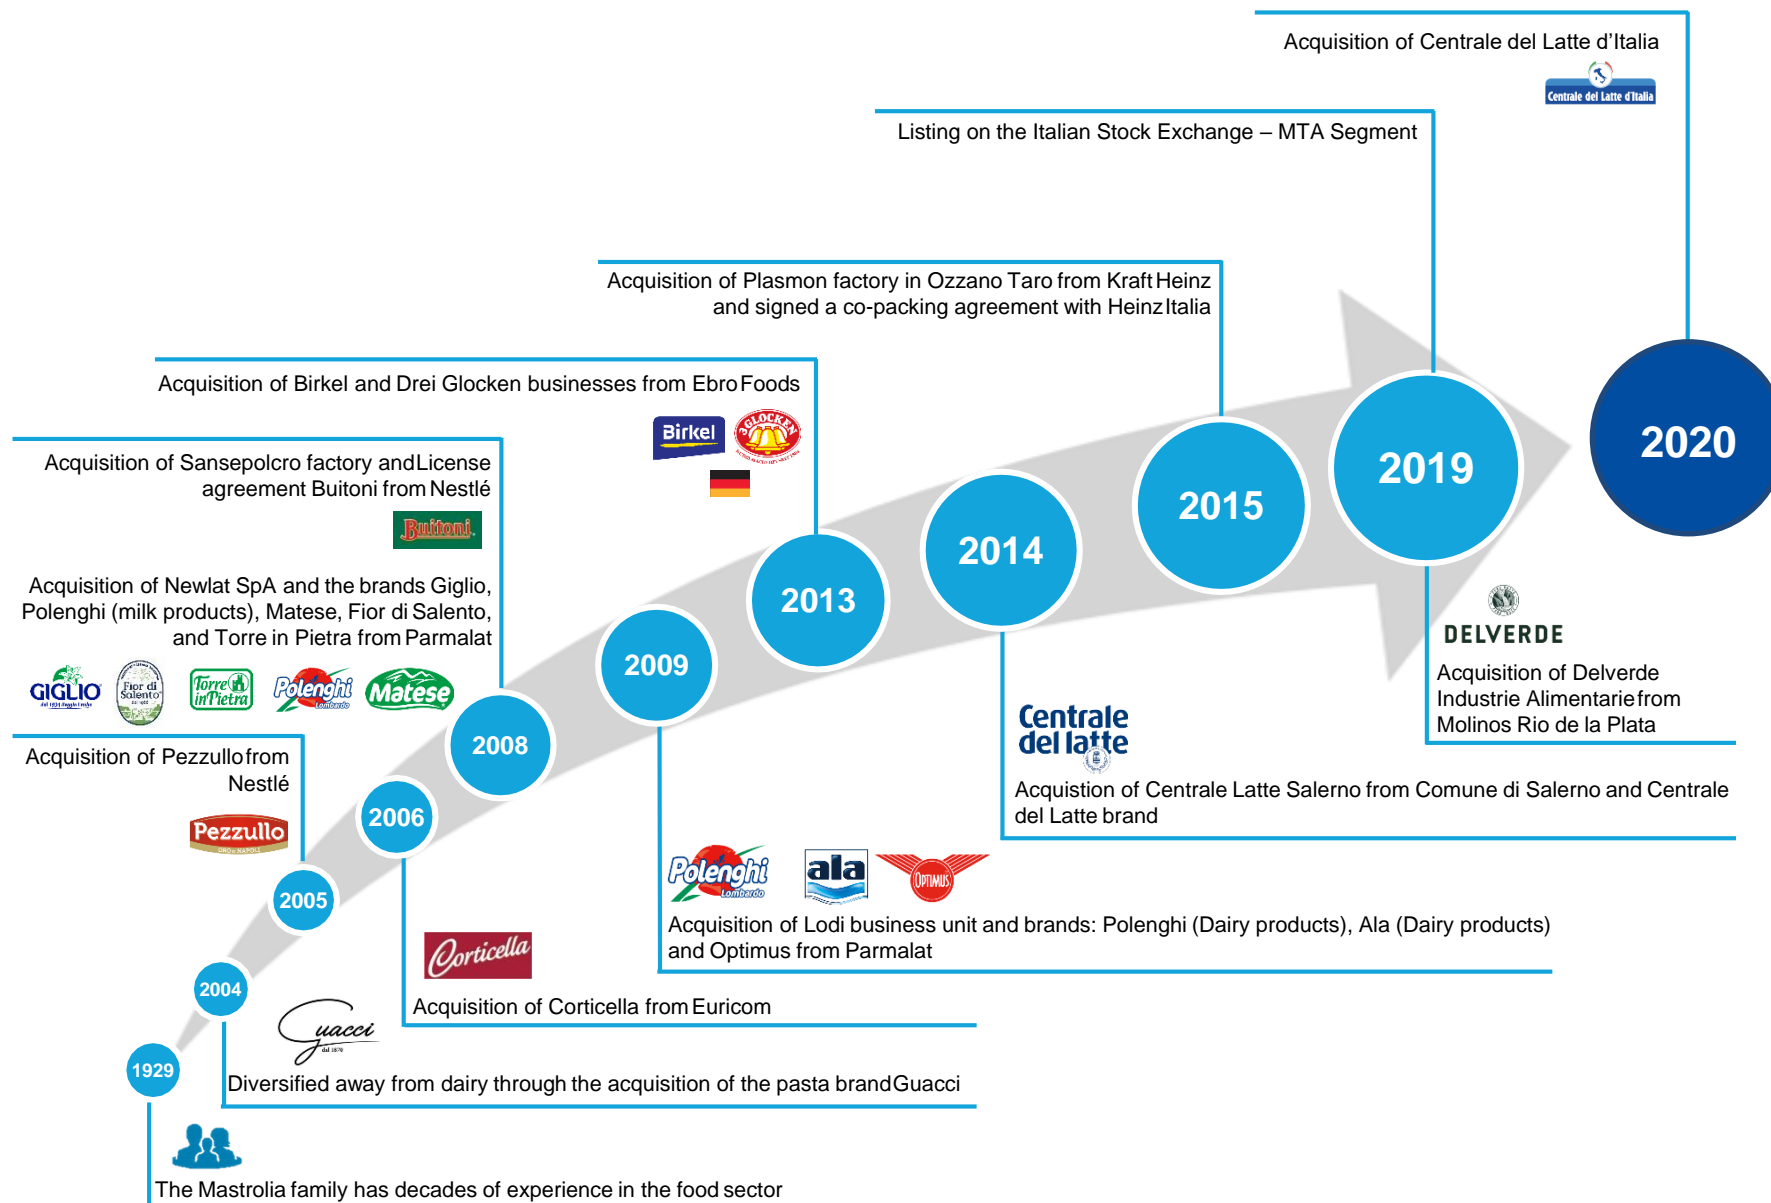 Acquisition of Centrale del Latte d'Italia
Centrale del Latte d'Italia
Listing on the Italian Stock Exchange – MTA Segment
Acquisition of Plasmon factory in Ozzano Taro from Kraft Heinz
and signed a co-packing agreement with Heinz Italia
Acquisition of Birkel and Drei Glocken businesses from Ebro Foods
Birkel
3 GLOCKEN
Acquisition of Sansepolcro factory and License
agreement Buitoni from Nestlé
Buitoni
Acquisition of Newlat SpA and the brands Giglio,
Polenghi (milk products), Matese, Fior di Salento,
and Torre in Pietra from Parmalat
GIGLIO
Fior di
Salento
Torre
in Pietra
Polenghi
Lombardo
Matese
Acquisition of Pezzullo from
Nestlé
Pezzullo
1929
2004
2005
2006
2008
2009
2013
2014
2015
2019
2020
DELVERDE
Acquisition of Delverde
Industrie Alimentarie from
Molinos Rio de la Plata
Centrale
del latte
Acquistion of Centrale Latte Salerno from Comune di Salerno and Centrale
del Latte brand
Polenghi
Lombardo
ala
OPTIMUS
Acquisition of Lodi business unit and brands: Polenghi (Dairy products), Ala (Dairy products)
and Optimus from Parmalat
Corticella
Acquisition of Corticella from Euricom
Guacci
dal 1870
Diversified away from dairy through the acquisition of the pasta brand Guacci
The Mastrolia family has decades of experience in the food sector